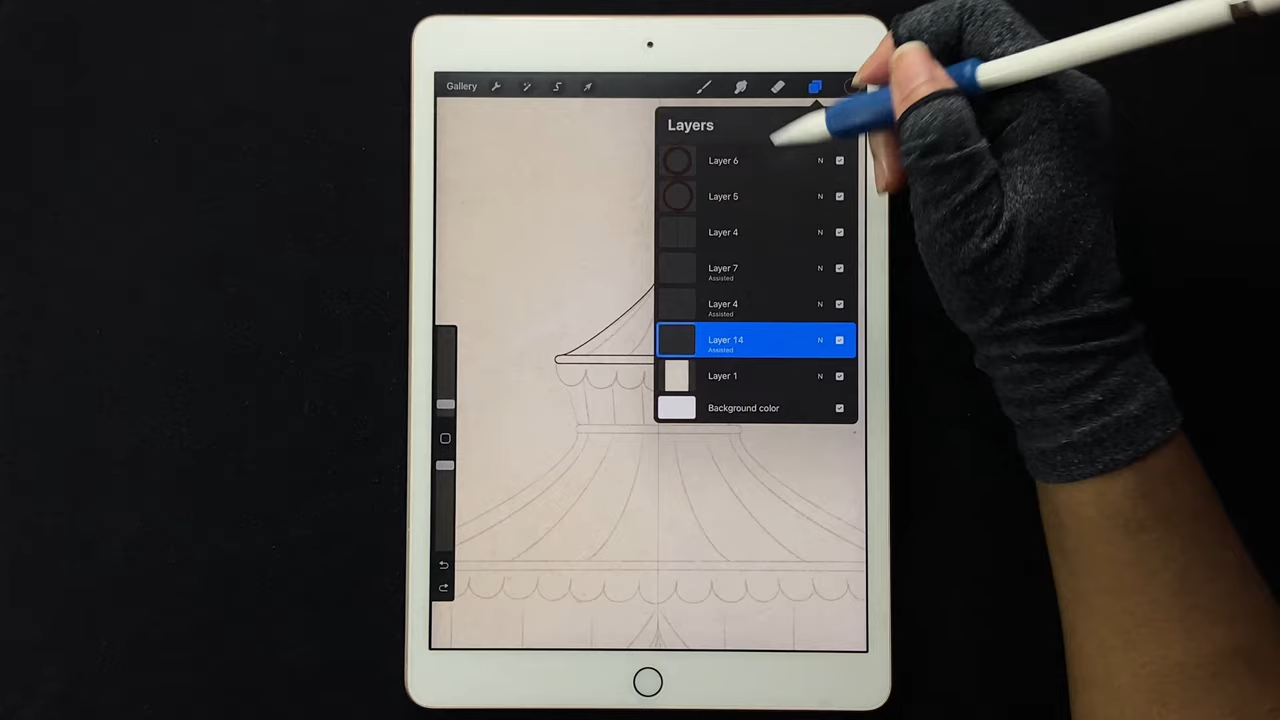 Gallery
Layers
Layer 6 N
Layer 5 N
Layer 4 N
Layer 7 N
Assisted
Layer 4 N
Assisted
Layer 14 N
Assisted
Layer 1 N
Background color